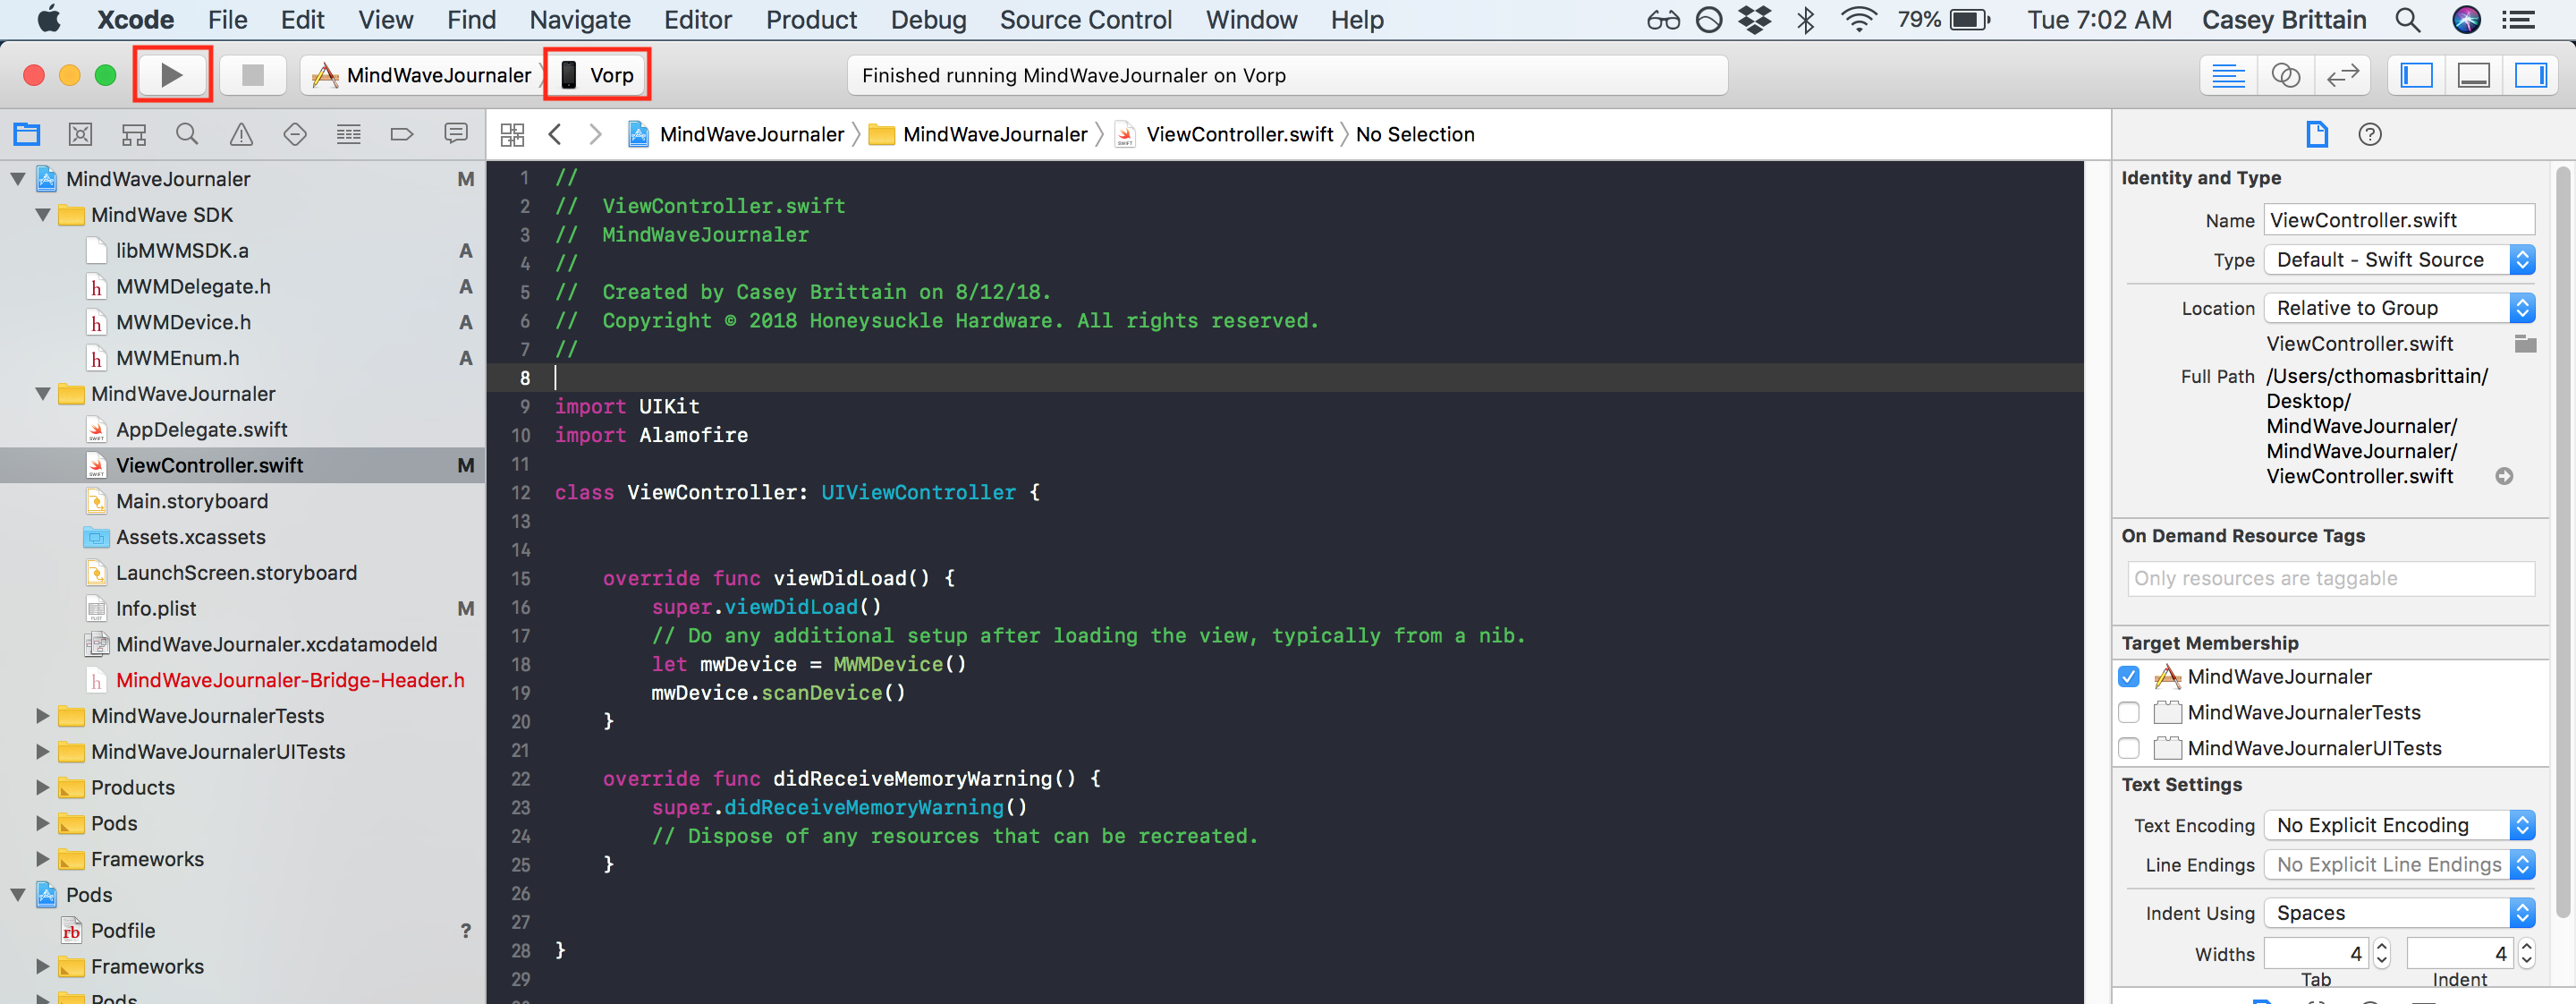 Xcode File Edit View Find Navigate Editor Product Debug Source Control Window Help 79% Tue 7:02 AM Casey Brittain
MindWaveJournaler Vorp Finished running MindWaveJournaler on Vorp
MindWaveJournaler MindWaveJournaler ViewController.swift No Selection
MindWaveJournaler M
MindWave SDK
libMWMSDK.a A
MWMDelegate.h A
MWMDevice.h A
MWMEnum.h A
MindWaveJournaler
AppDelegate.swift
ViewController.swift M
Main.storyboard
Assets.xcassets
LaunchScreen.storyboard
Info.plist M
MindWaveJournaler.xcdatamodeld
MindWaveJournaler-Bridge-Header.h
MindWaveJournalerTests
MindWaveJournalerUITests
Products
Pods
Frameworks
Pods
Podfile ?
Frameworks
Pods
1 //
2 //  ViewController.swift
3 //  MindWaveJournaler
4 //
5 //  Created by Casey Brittain on 8/12/18.
6 //  Copyright © 2018 Honeysuckle Hardware. All rights reserved.
7 //
8
9 import UIKit
10 import Alamofire
11
12 class ViewController: UIViewController {
13
14
15     override func viewDidLoad() {
16         super.viewDidLoad()
17         // Do any additional setup after loading the view, typically from a nib.
18         let mwDevice = MWMDevice()
19         mwDevice.scanDevice()
20     }
21
22     override func didReceiveMemoryWarning() {
23         super.didReceiveMemoryWarning()
24         // Dispose of any resources that can be recreated.
25     }
26
27
28 }
29
Identity and Type
Name ViewController.swift
Type Default - Swift Source
Location Relative to Group
ViewController.swift
Full Path /Users/cthomasbrittain/
Desktop/
MindWaveJournaler/
MindWaveJournaler/
ViewController.swift
On Demand Resource Tags
Only resources are taggable
Target Membership
MindWaveJournaler
MindWaveJournalerTests
MindWaveJournalerUITests
Text Settings
Text Encoding No Explicit Encoding
Line Endings No Explicit Line Endings
Indent Using Spaces
Widths 4 4
Tab Indent